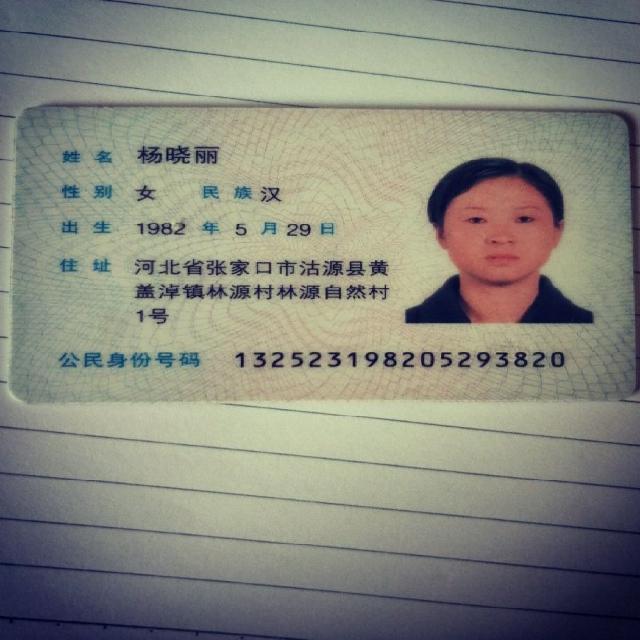 姓名 杨晓丽
性别 女 民族 汉
出生 1982 年 5 月 29 日
住址 河北省张家口市沽源县黄
盖淖镇林源村林源自然村
1号
公民身份号码 132523198205293820